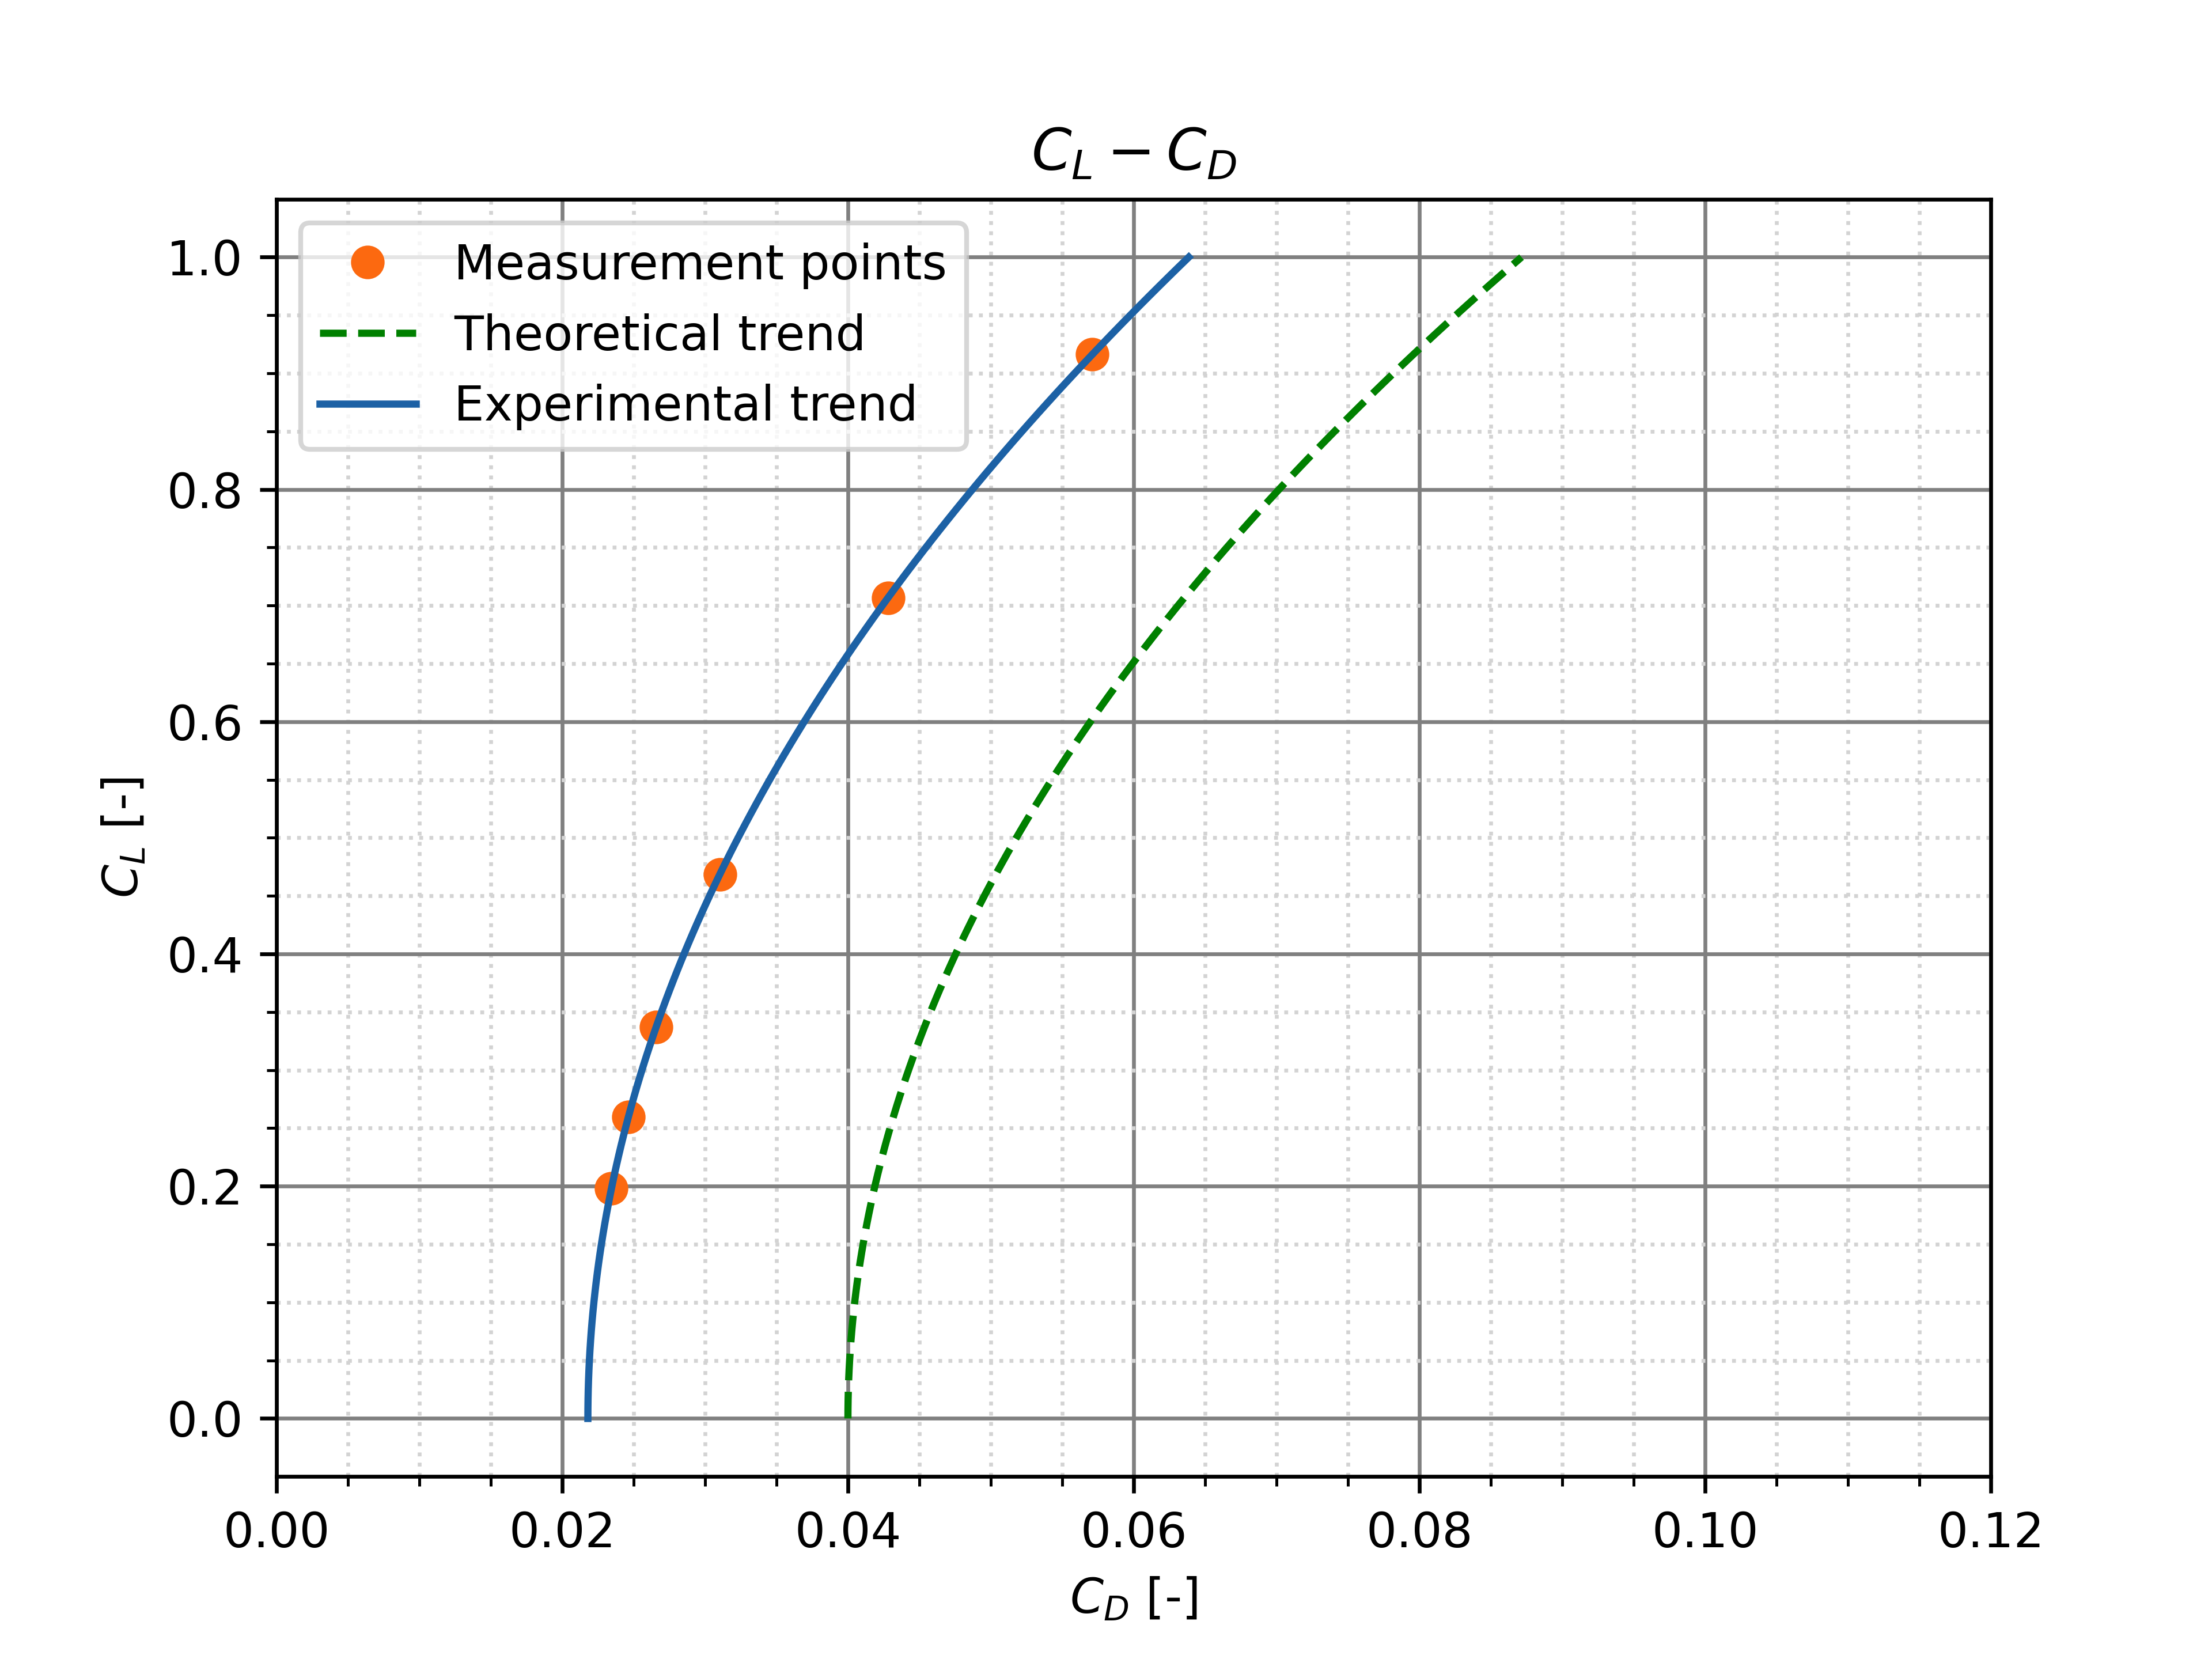 C_L − C_D
Measurement points
Theoretical trend
Experimental trend
1.0
0.8
0.6
0.4
0.2
0.0
C_L [-]
0.00 0.02 0.04 0.06 0.08 0.10 0.12
C_D [-]